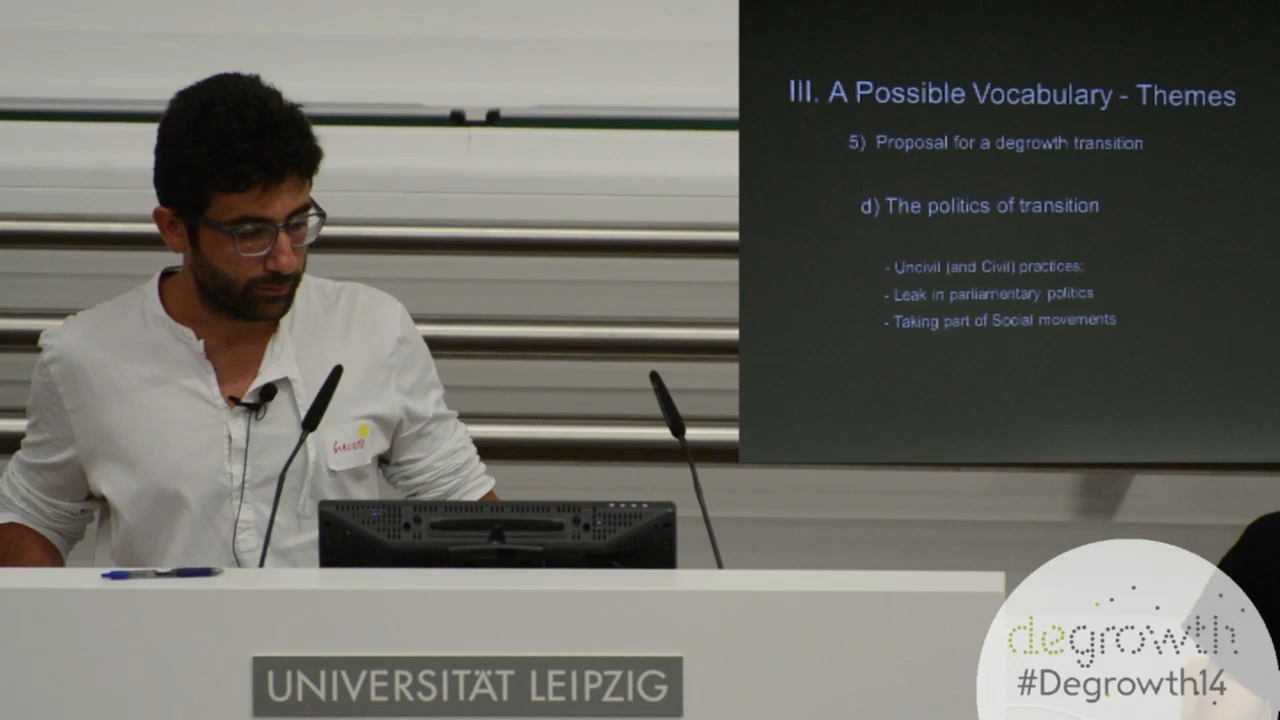 III. A Possible Vocabulary - Themes
5) Proposal for a degrowth transition
d) The politics of transition
- Uncivil (and Civil) practices;
- Leak in parliamentary politics
- Taking part of Social movements
UNIVERSITÄT LEIPZIG
degrowth
#Degrowth14